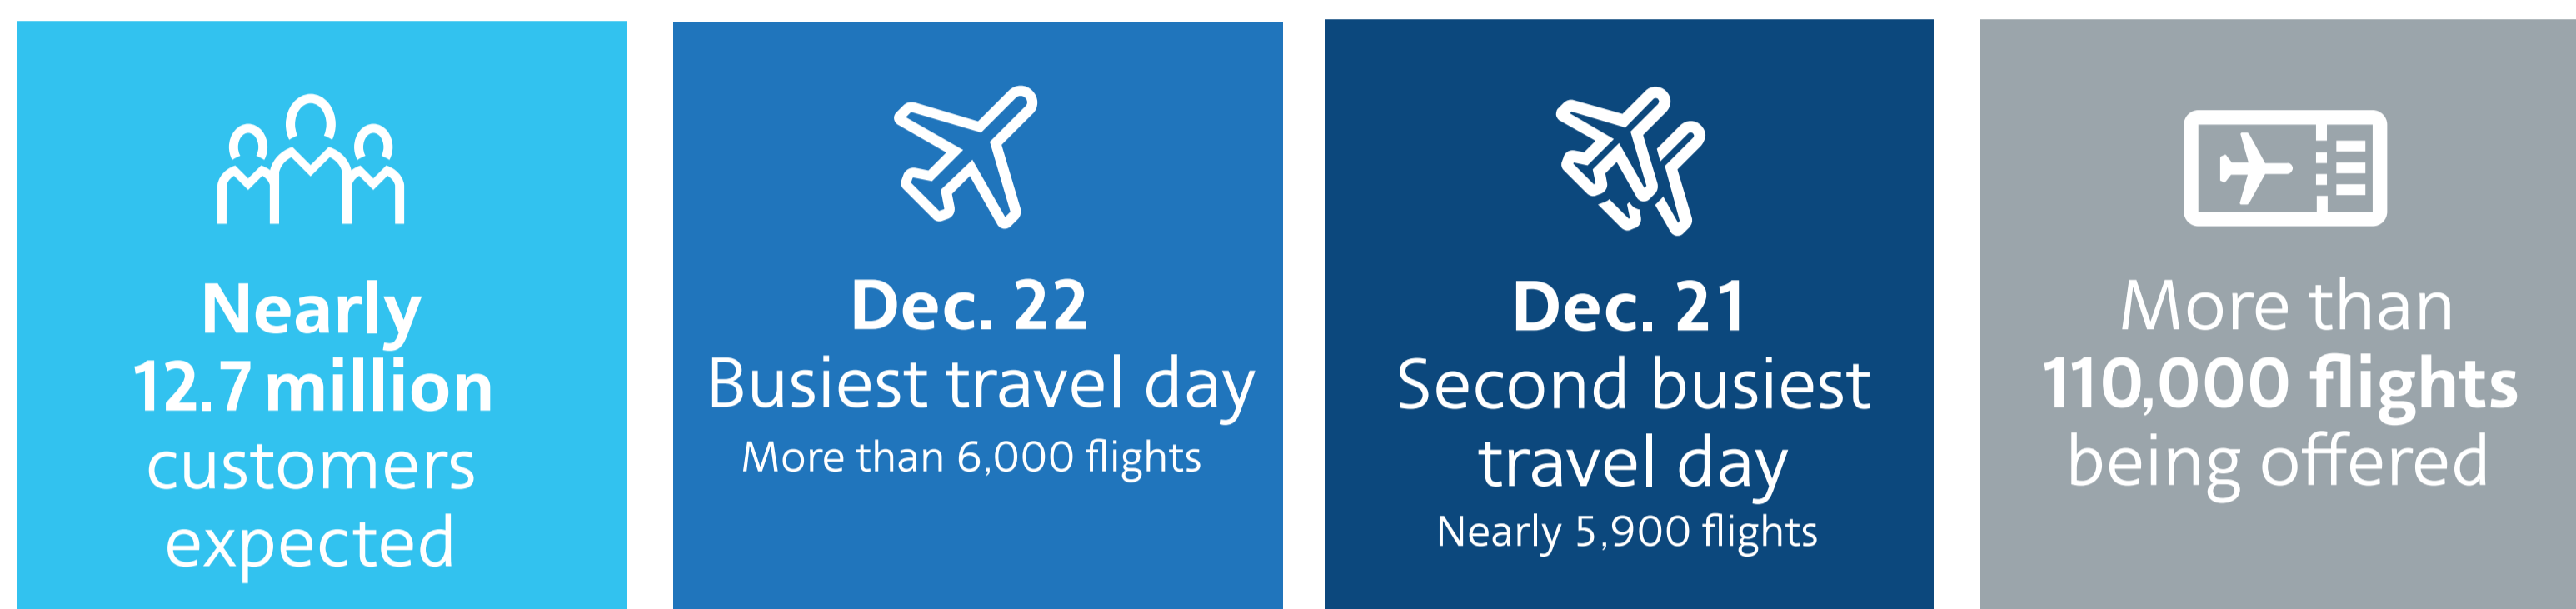 Nearly
12.7 million
customers
expected
Dec. 22
Busiest travel day
More than 6,000 flights
Dec. 21
Second busiest
travel day
Nearly 5,900 flights
More than
110,000 flights
being offered